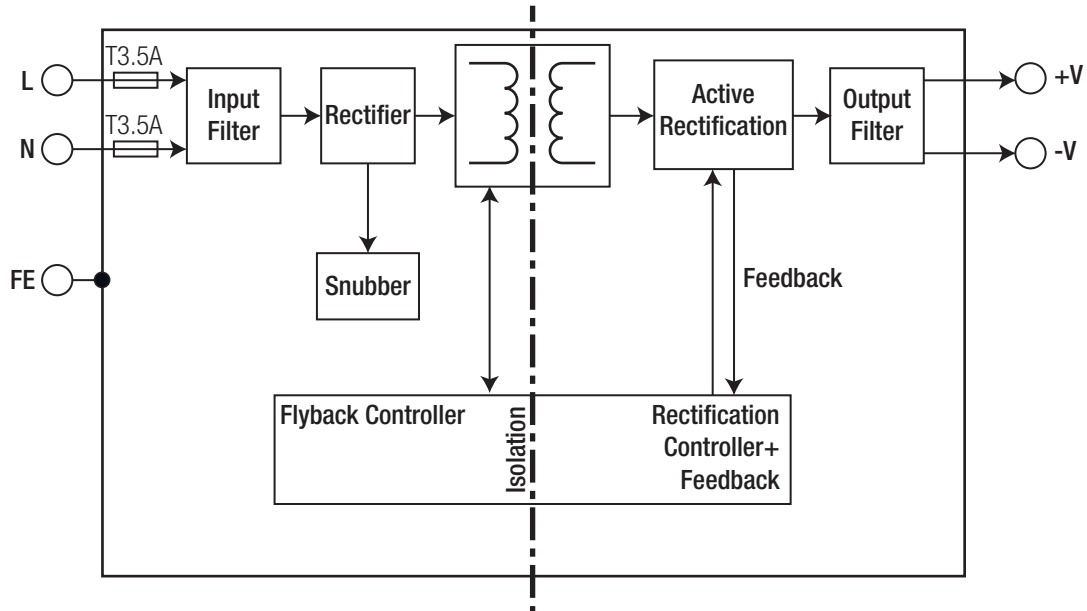 T3.5A
L
Input
Filter
Rectifier
Active
Rectification
Output
Filter
+V
T3.5A
N
-V
FE
Snubber
Feedback
Flyback Controller
Isolation
Rectification
Controller+
Feedback